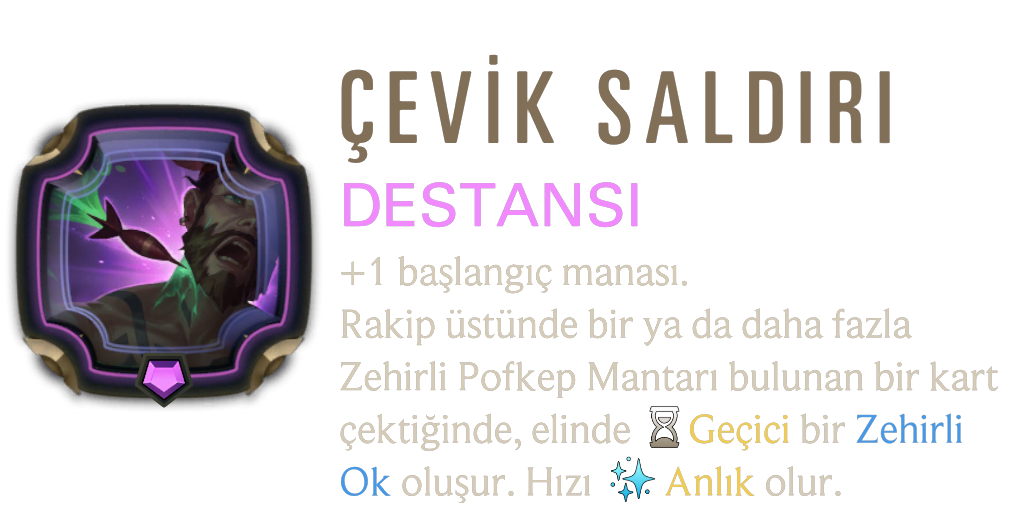 ÇEVİK SALDIRI
DESTANSI
+1 başlangıç manası.
Rakip üstünde bir ya da daha fazla
Zehirli Pofkep Mantarı bulunan bir kart
çektiğinde, elinde Geçici bir Zehirli
Ok oluşur. Hızı Anlık olur.